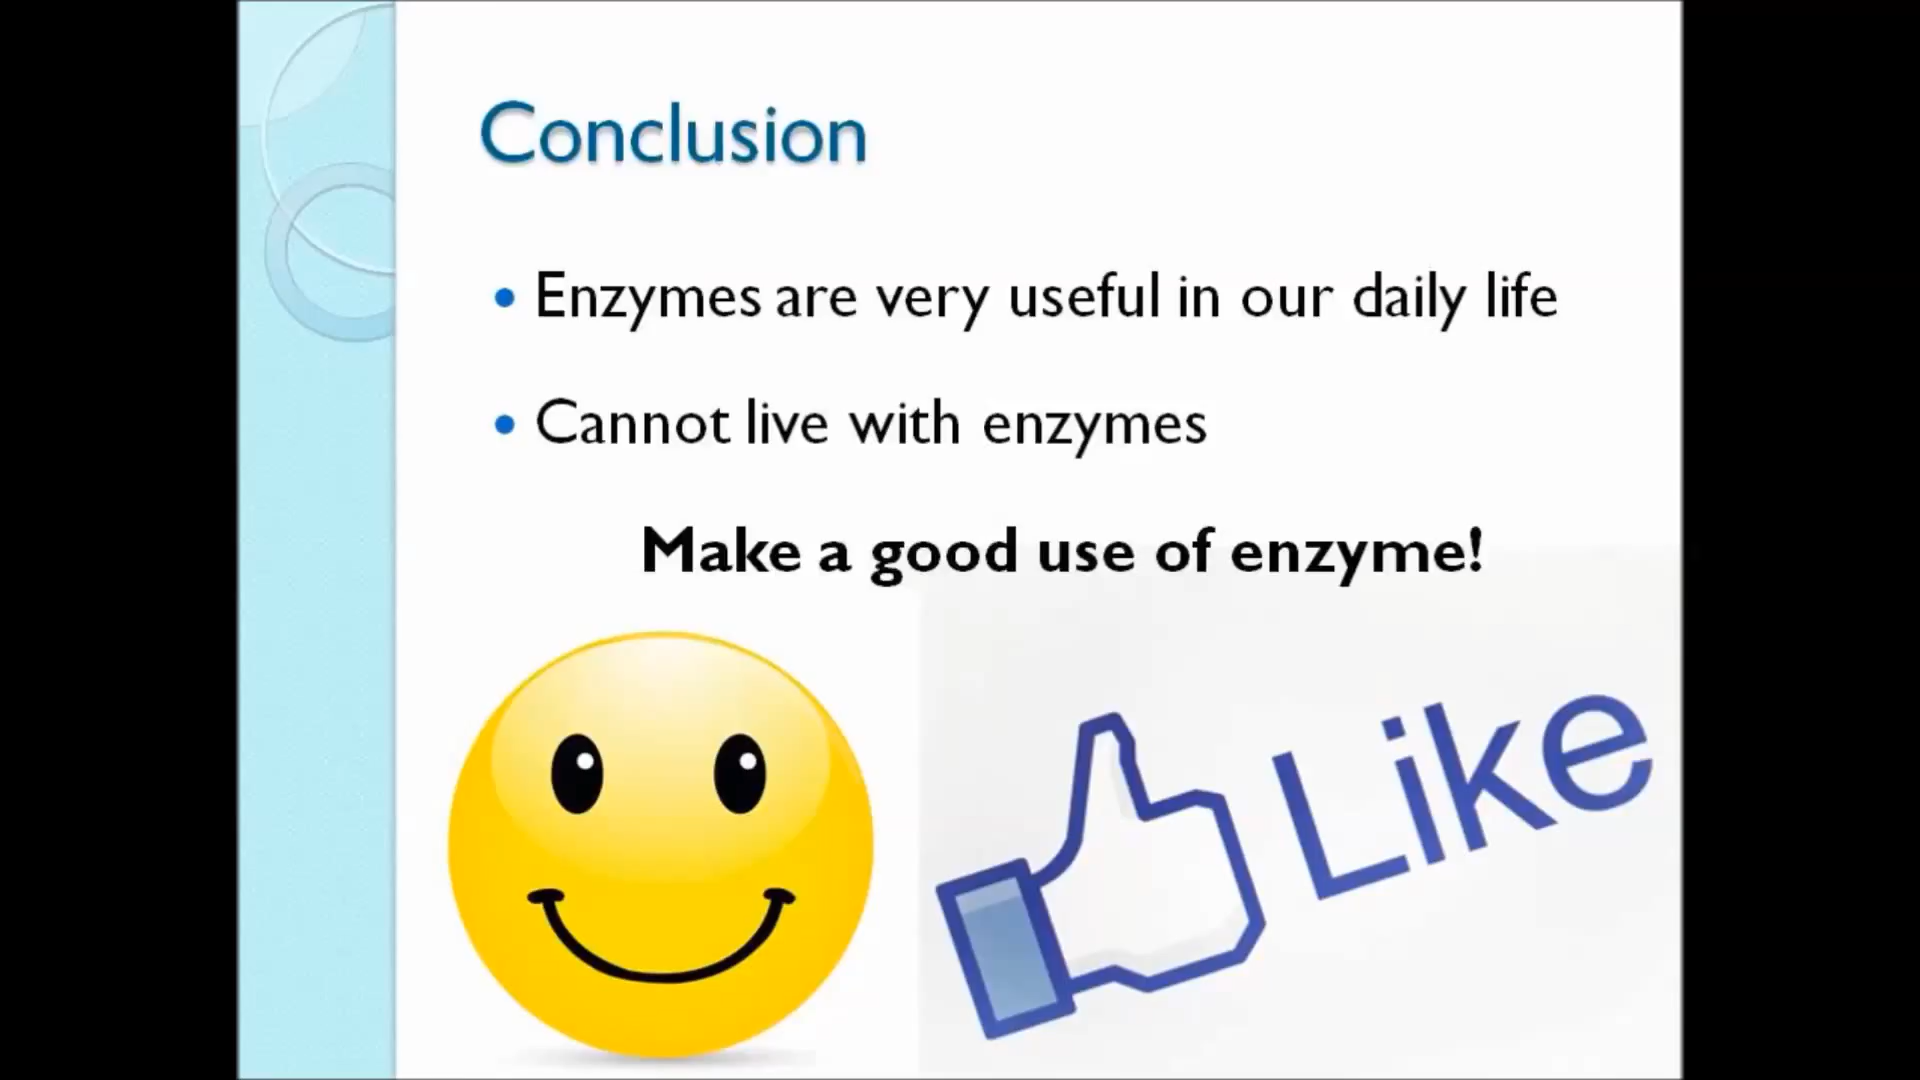 Conclusion
• Enzymes are very useful in our daily life
• Cannot live with enzymes
Make a good use of enzyme!
Like